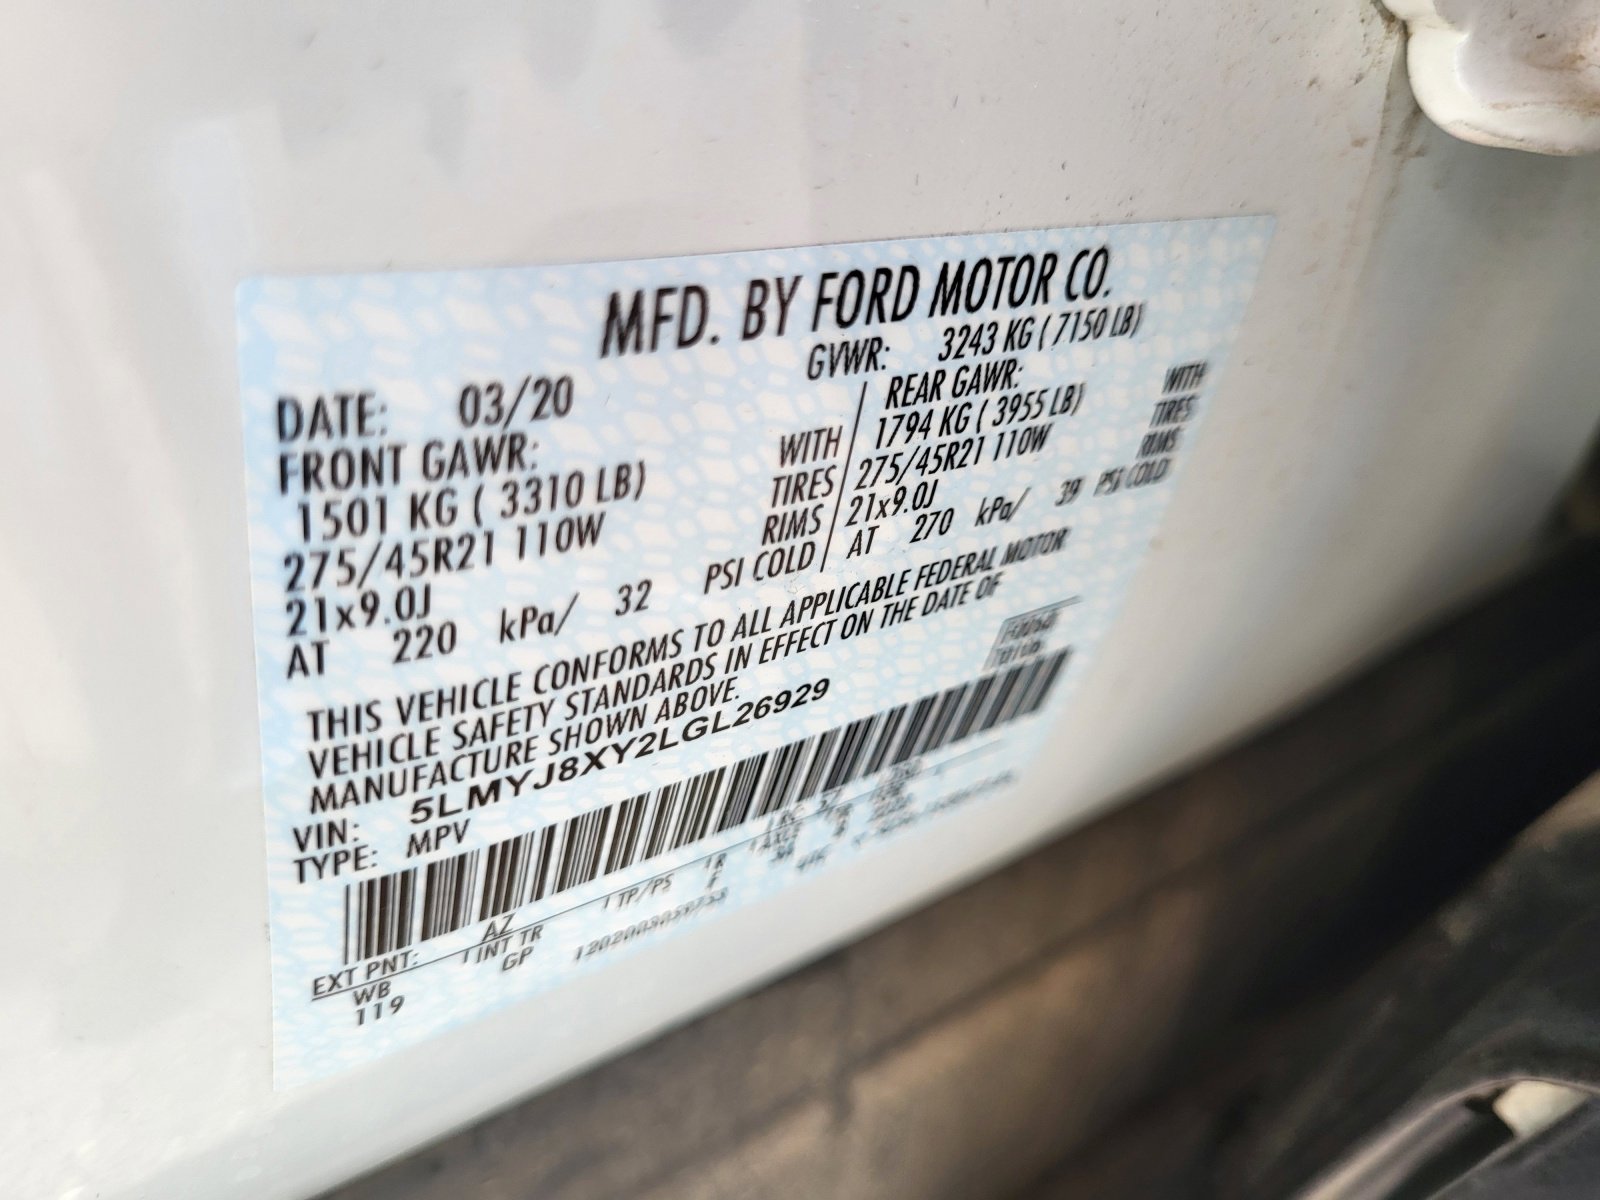 MFD. BY FORD MOTOR CO.
DATE: 03/20 GVWR: 3243 KG ( 7150 LB)
FRONT GAWR: REAR GAWR:
1501 KG ( 3310 LB) WITH 1794 KG ( 3955 LB) WITH
275/45R21 110W TIRES 275/45R21 110W TIRES
21x9.0J RIMS 21x9.0J RIMS
AT 220 kPa/ 32 PSI COLD AT 270 kPa/ 39 PSI COLD
THIS VEHICLE CONFORMS TO ALL APPLICABLE FEDERAL MOTOR
VEHICLE SAFETY STANDARDS IN EFFECT ON THE DATE OF
MANUFACTURE SHOWN ABOVE.
VIN: 5LMYJ8XY2LGL26929
TYPE: MPV
EXT PNT: AZ
WB INT TR TP/PS R AXLE TR
119 GP F